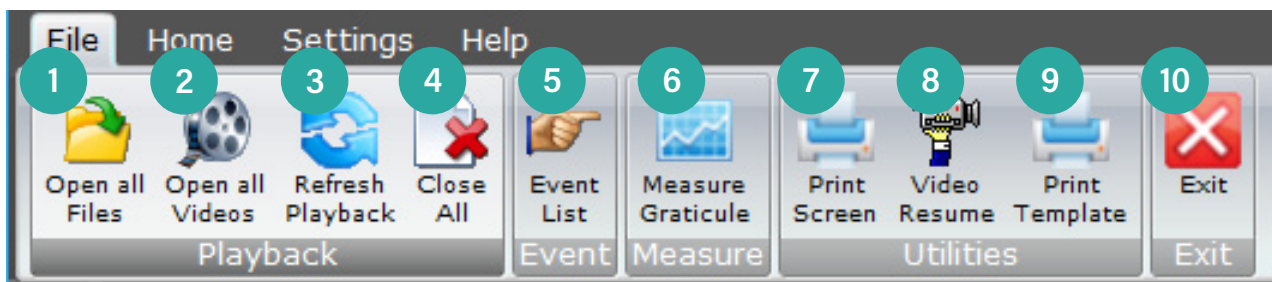 File Home Settings Help
1 2 3 4 5 6 7 8 9 10
Open all Files
Open all Videos
Refresh Playback
Close All
Event List
Measure Graticule
Print Screen
Video Resume
Print Template
Exit
Playback Event Measure Utilities Exit